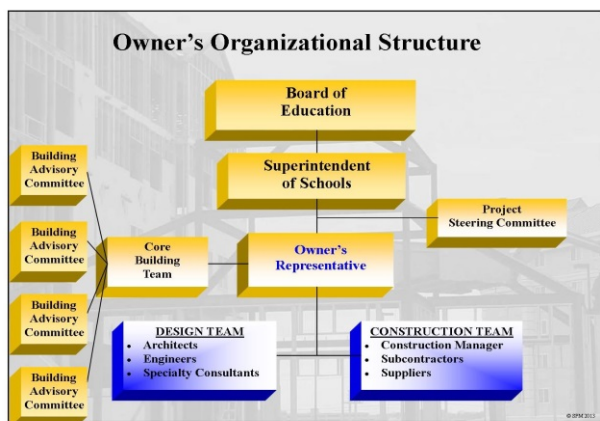 Owner's Organizational Structure
Board of
Education
Superintendent
of Schools
Project
Steering Committee
Owner's
Representative
Core
Building
Team
Building
Advisory
Committee
Building
Advisory
Committee
Building
Advisory
Committee
Building
Advisory
Committee
DESIGN TEAM
• Architects
• Engineers
• Specialty Consultants
CONSTRUCTION TEAM
• Construction Manager
• Subcontractors
• Suppliers